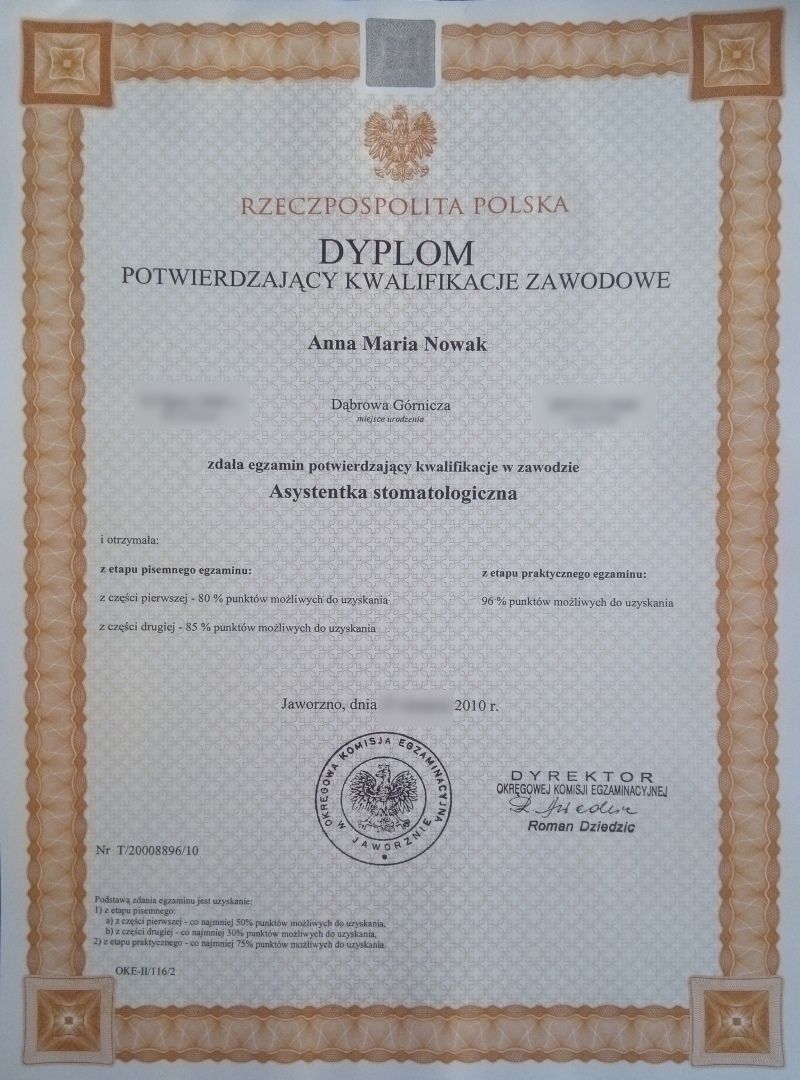 RZECZPOSPOLITA POLSKA
DYPLOM
POTWIERDZAJĄCY KWALIFIKACJE ZAWODOWE
Anna Maria Nowak
Dąbrowa Górnicza
miejsce urodzenia
zdała egzamin potwierdzający kwalifikacje w zawodzie
Asystentka stomatologiczna
i otrzymała:
z etapu pisemnego egzaminu:
z części pierwszej - 80 % punktów możliwych do uzyskania
z części drugiej - 85 % punktów możliwych do uzyskania
z etapu praktycznego egzaminu:
96 % punktów możliwych do uzyskania
Jaworzno, dnia 2010 r.
OKRĘGOWA KOMISJA EGZAMINACYJNA
W JAWORZNIE
DYREKTOR
OKRĘGOWEJ KOMISJI EGZAMINACYJNEJ
Roman Dziedzic
Nr T/20008896/10
Podstawą zdania egzaminu jest uzyskanie:
1) z etapu pisemnego:
a) z części pierwszej - co najmniej 50% punktów możliwych do uzyskania,
b) z części drugiej - co najmniej 30% punktów możliwych do uzyskania,
2) z etapu praktycznego - co najmniej 75% punktów możliwych do uzyskania.
OKE-II/116/2